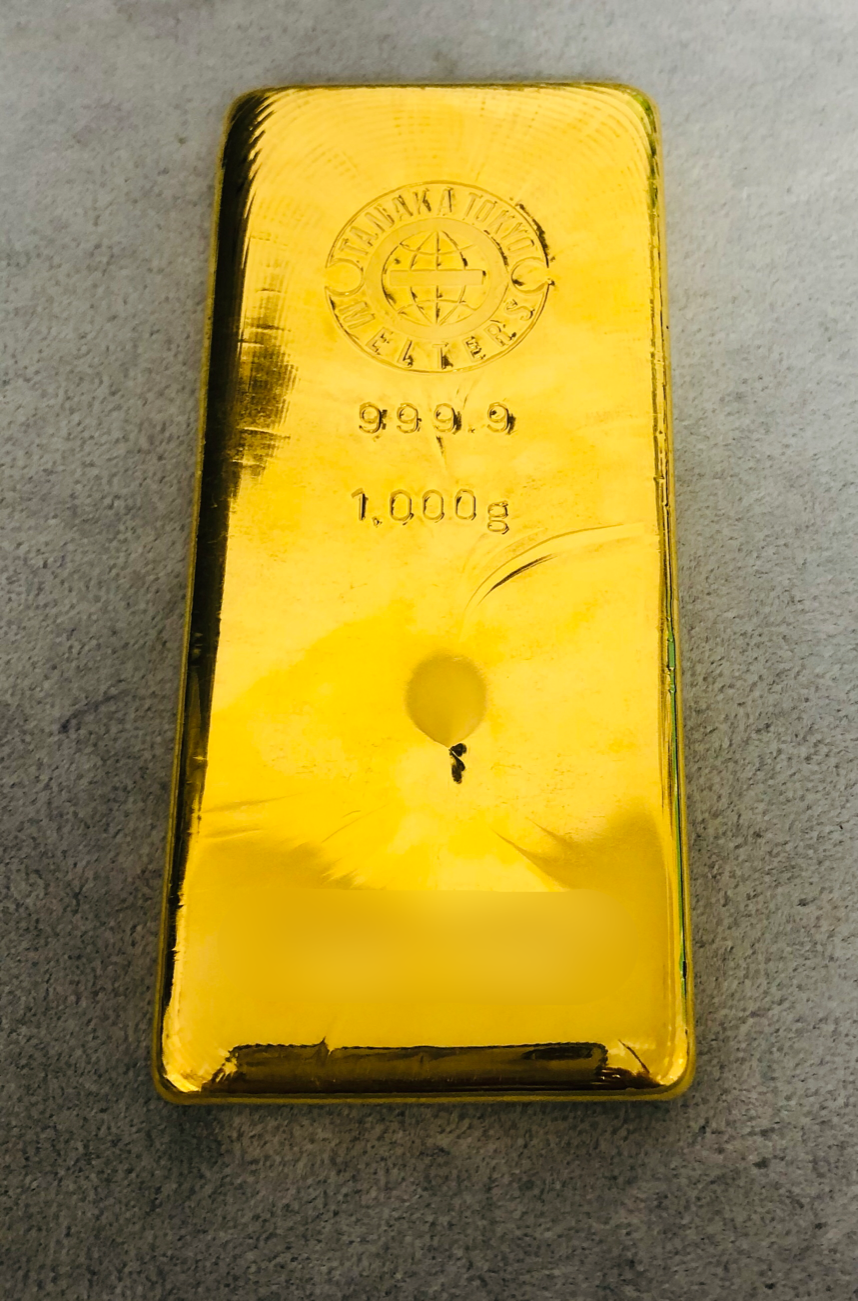 TANAKA TOKYO
MELTERS
999.9
1,000g